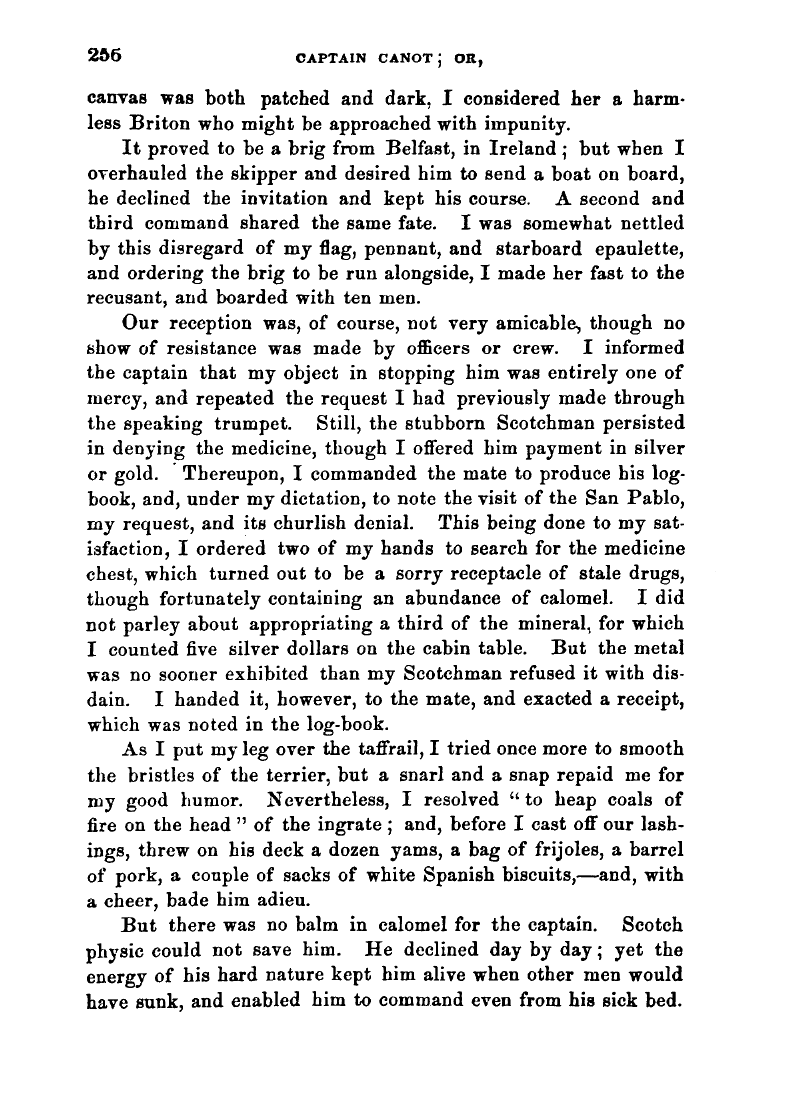 256 CAPTAIN CANOT; OR,
canvas was both patched and dark, I considered her a harm-
less Briton who might be approached with impunity.
It proved to be a brig from Belfast, in Ireland; but when I
overhauled the skipper and desired him to send a boat on board,
he declined the invitation and kept his course. A second and
third command shared the same fate. I was somewhat nettled
by this disregard of my flag, pennant, and starboard epaulette,
and ordering the brig to be run alongside, I made her fast to the
recusant, and boarded with ten men.
Our reception was, of course, not very amicable, though no
show of resistance was made by officers or crew. I informed
the captain that my object in stopping him was entirely one of
mercy, and repeated the request I had previously made through
the speaking trumpet. Still, the stubborn Scotchman persisted
in denying the medicine, though I offered him payment in silver
or gold. Thereupon, I commanded the mate to produce his log-
book, and, under my dictation, to note the visit of the San Pablo,
my request, and its churlish denial. This being done to my sat-
isfaction, I ordered two of my hands to search for the medicine
chest, which turned out to be a sorry receptacle of stale drugs,
though fortunately containing an abundance of calomel. I did
not parley about appropriating a third of the mineral, for which
I counted five silver dollars on the cabin table. But the metal
was no sooner exhibited than my Scotchman refused it with dis-
dain. I handed it, however, to the mate, and exacted a receipt,
which was noted in the log-book.
As I put my leg over the taffrail, I tried once more to smooth
the bristles of the terrier, but a snarl and a snap repaid me for
my good humor. Nevertheless, I resolved "to heap coals of
fire on the head" of the ingrate; and, before I cast off our lash-
ings, threw on his deck a dozen yams, a bag of frijoles, a barrel
of pork, a couple of sacks of white Spanish biscuits,—and, with
a cheer, bade him adieu.
But there was no balm in calomel for the captain. Scotch
physic could not save him. He declined day by day; yet the
energy of his hard nature kept him alive when other men would
have sunk, and enabled him to command even from his sick bed.